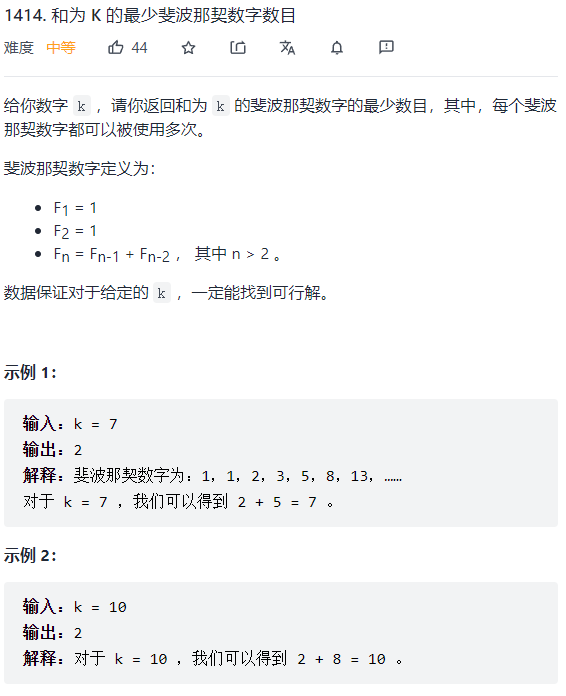 1414. 和为 K 的最少斐波那契数字数目
难度 中等 44
给你数字 k ，请你返回和为 k 的斐波那契数字的最少数目，其中，每个斐波
那契数字都可以被使用多次。
斐波那契数字定义为：
• F1 = 1
• F2 = 1
• Fn = Fn-1 + Fn-2 ， 其中 n > 2 。
数据保证对于给定的 k ，一定能找到可行解。
示例 1：
输入：k = 7
输出：2
解释：斐波那契数字为：1，1，2，3，5，8，13，……
对于 k = 7 ，我们可以得到 2 + 5 = 7 。
示例 2：
输入：k = 10
输出：2
解释：对于 k = 10 ，我们可以得到 2 + 8 = 10 。